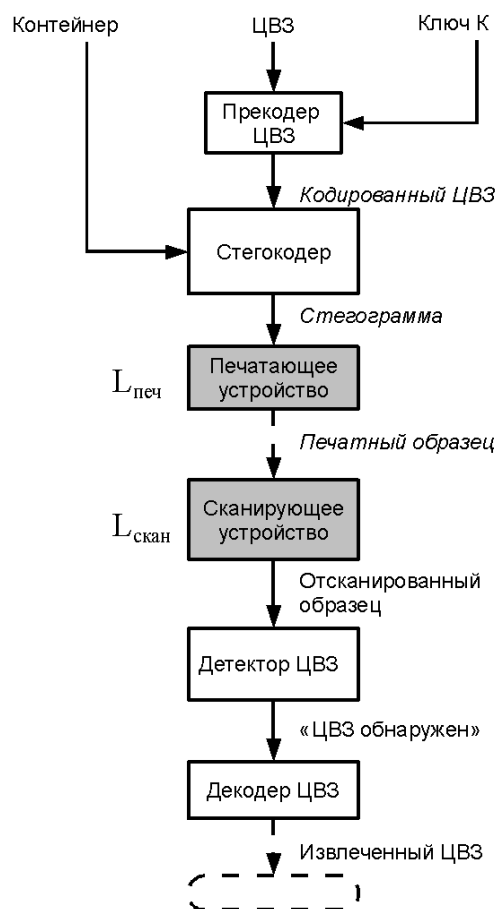 Контейнер
ЦВЗ
Ключ К
Прекодер
ЦВЗ
Кодированный ЦВЗ
Стегокодер
Стегограмма
Lпеч
Печатающее
устройство
Печатный образец
Lскан
Сканирующее
устройство
Отсканированный
образец
Детектор ЦВЗ
«ЦВЗ обнаружен»
Декодер ЦВЗ
Извлеченный ЦВЗ